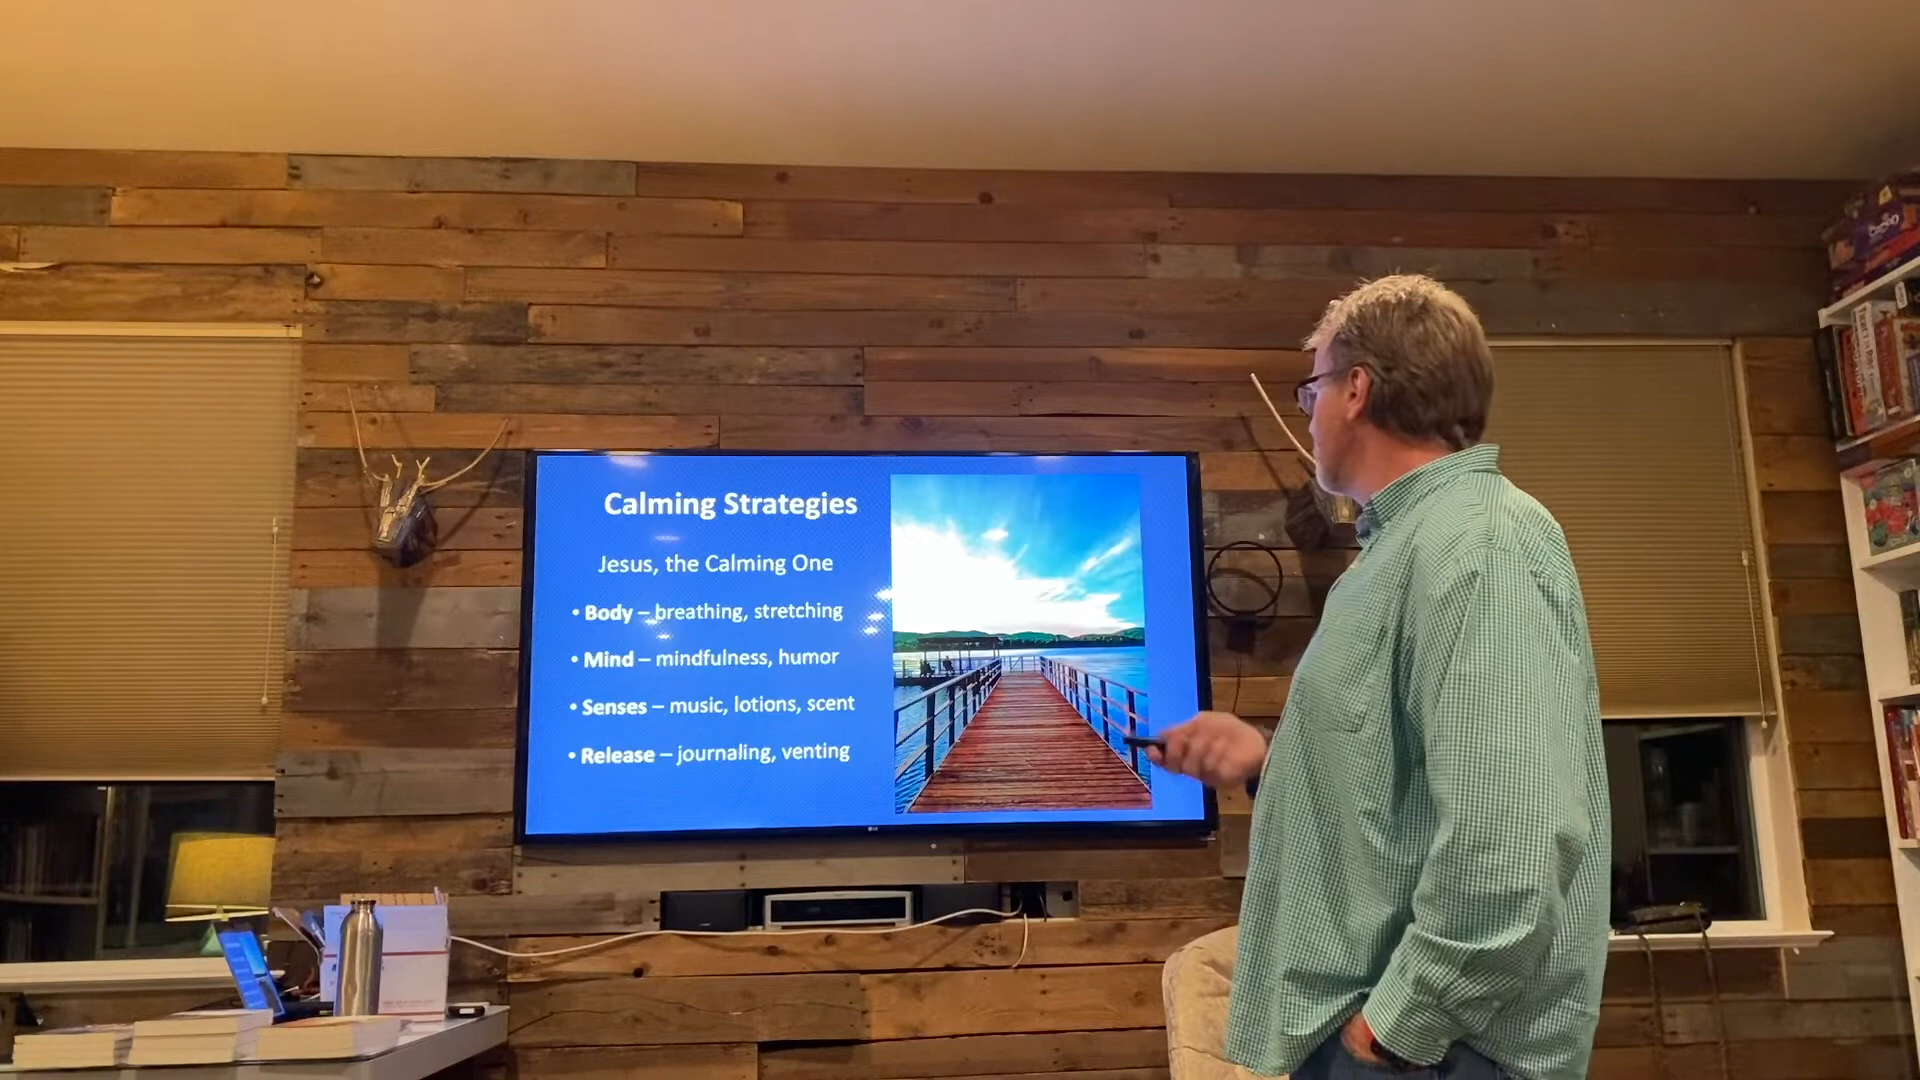 Calming Strategies
Jesus, the Calming One
• Body – breathing, stretching
• Mind – mindfulness, humor
• Senses – music, lotions, scent
• Release – journaling, venting
LG